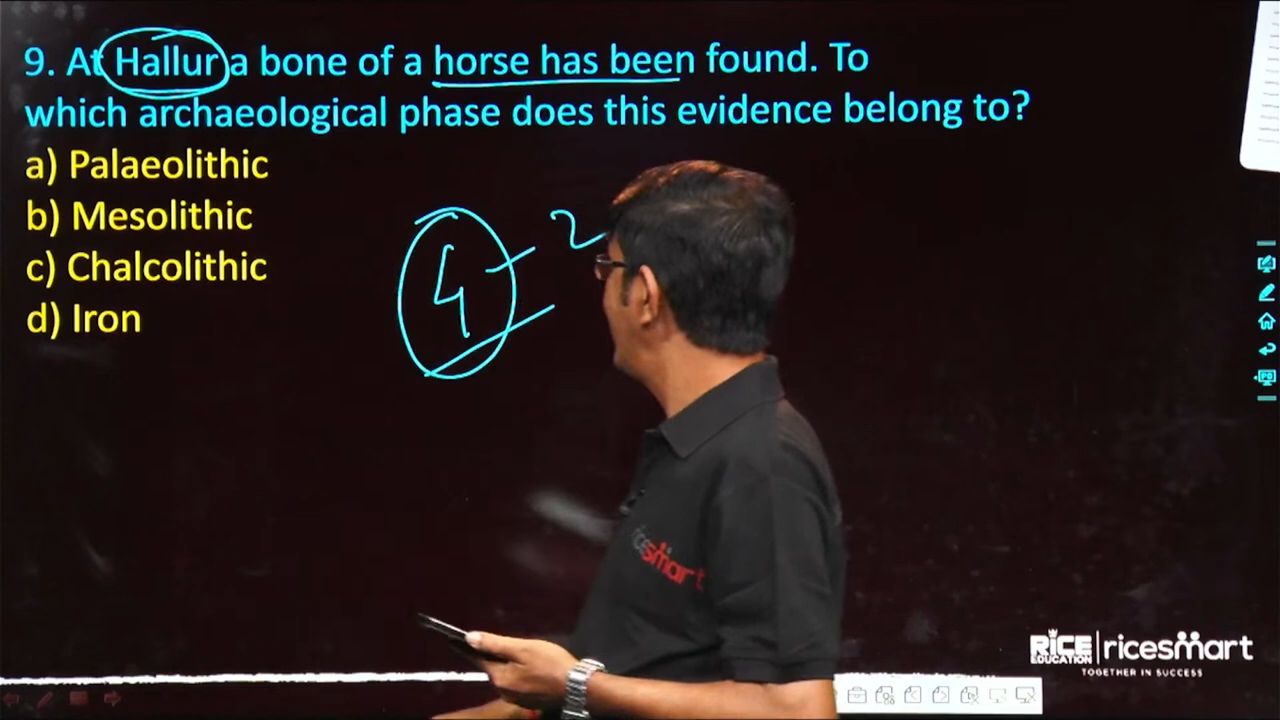 9. At Hallur a bone of a horse has been found. To
which archaeological phase does this evidence belong to?
a) Palaeolithic
b) Mesolithic
c) Chalcolithic
d) Iron
4 2
ricesmart
RICE EDUCATION | ricesmart
TOGETHER IN SUCCESS